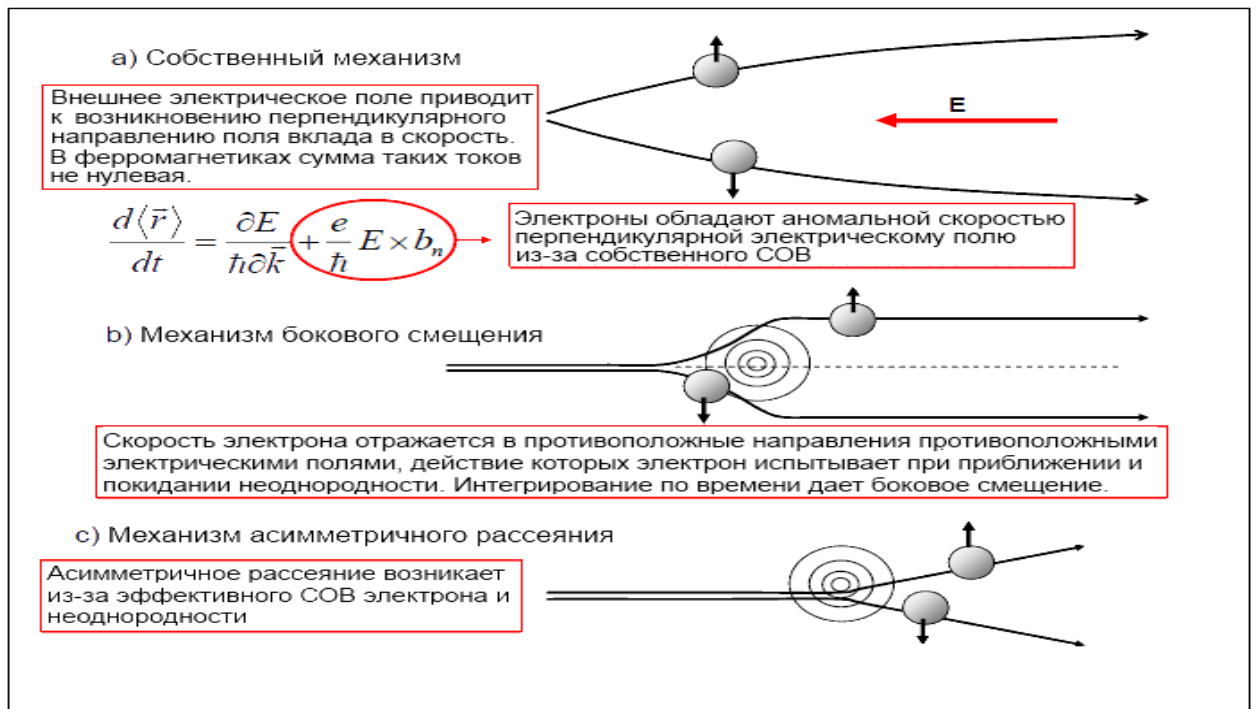 a) Собственный механизм
Внешнее электрическое поле приводит
к возникновению перпендикулярного
направлению поля вклада в скорость.
В ферромагнетиках сумма таких токов
не нулевая.
E
d⟨r⃗⟩/dt = ∂E/ħ∂k⃗ + e/ħ E × bₙ
Электроны обладают аномальной скоростью
перпендикулярной электрическому полю
из-за собственного СОВ
b) Механизм бокового смещения
Скорость электрона отражается в противоположные направления противоположными
электрическими полями, действие которых электрон испытывает при приближении и
покидании неоднородности. Интегрирование по времени дает боковое смещение.
c) Механизм асимметричного рассеяния
Асимметричное рассеяние возникает
из-за эффективного СОВ электрона и
неоднородности